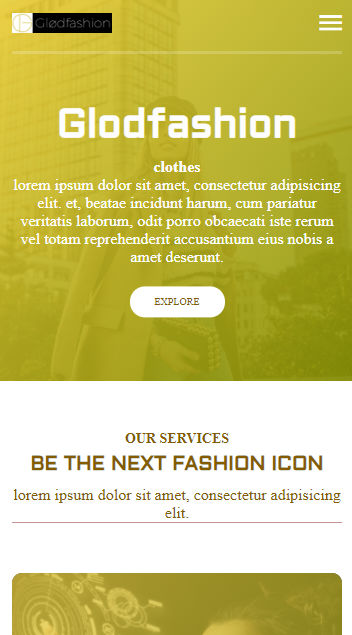 Glødfashion
Glodfashion
clothes
lorem ipsum dolor sit amet, consectetur adipisicing
elit. et, beatae incidunt harum, cum pariatur
veritatis laborum, odit porro obcaecati iste rerum
vel totam reprehenderit accusantium eius nobis a
amet deserunt.
EXPLORE
OUR SERVICES
BE THE NEXT FASHION ICON
lorem ipsum dolor sit amet, consectetur adipisicing
elit.